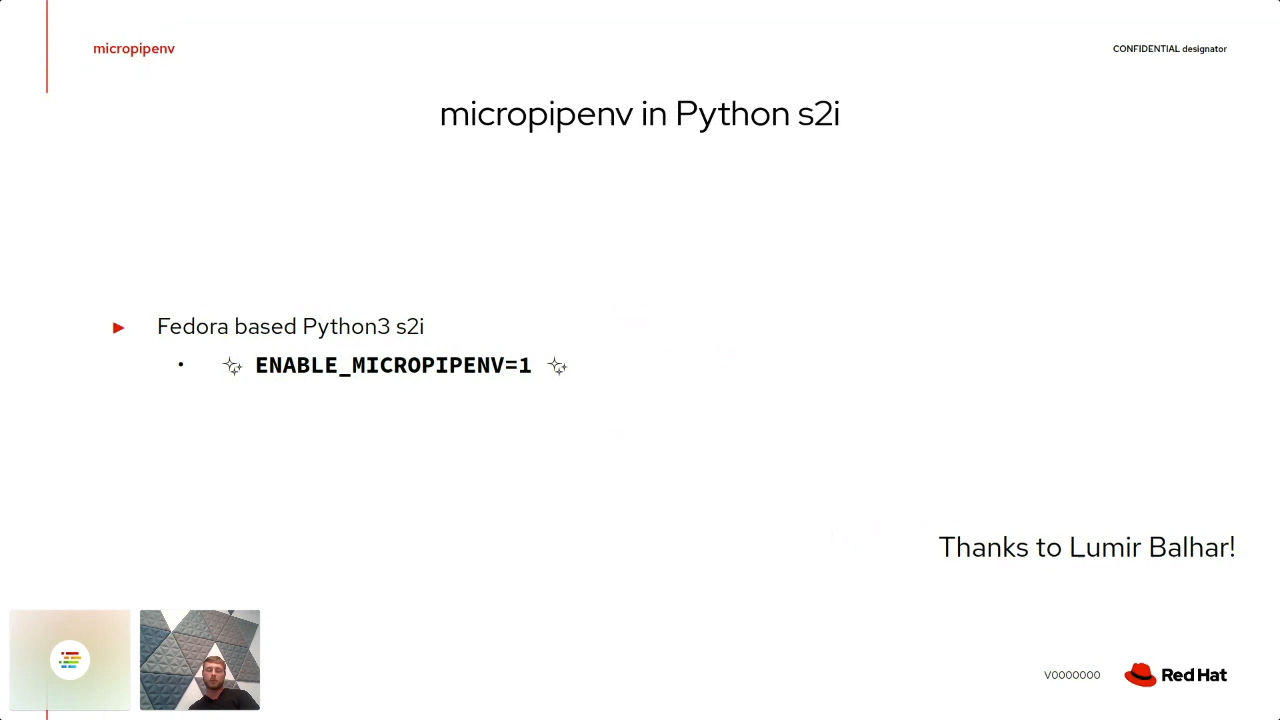 micropipenv
CONFIDENTIAL designator
micropipenv in Python s2i
Fedora based Python3 s2i
ENABLE_MICROPIPENV=1
Thanks to Lumir Balhar!
V0000000
Red Hat